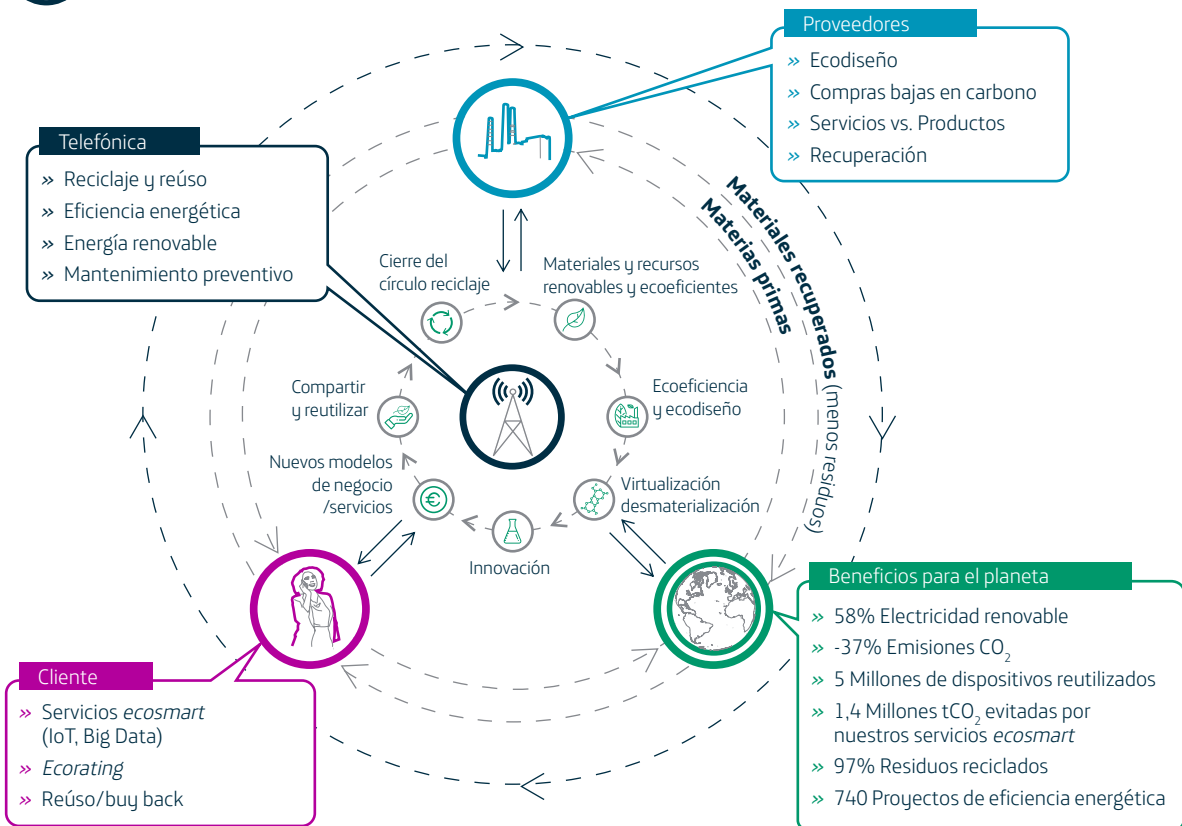 Proveedores
» Ecodiseño
» Compras bajas en carbono
» Servicios vs. Productos
» Recuperación
Telefónica
» Reciclaje y reúso
» Eficiencia energética
» Energía renovable
» Mantenimiento preventivo
Materiales recuperados (menos residuos)
Materias primas
Cierre del
círculo reciclaje
Materiales y recursos
renovables y ecoeficientes
Compartir
y reutilizar
Ecoeficiencia
y ecodiseño
Nuevos modelos
de negocio
/servicios
€
Virtualización
desmaterialización
Innovación
Beneficios para el planeta
» 58% Electricidad renovable
» -37% Emisiones CO₂
» 5 Millones de dispositivos reutilizados
» 1,4 Millones tCO₂ evitadas por
nuestros servicios ecosmart
» 97% Residuos reciclados
» 740 Proyectos de eficiencia energética
Cliente
» Servicios ecosmart
(IoT, Big Data)
» Ecorating
» Reúso/buy back